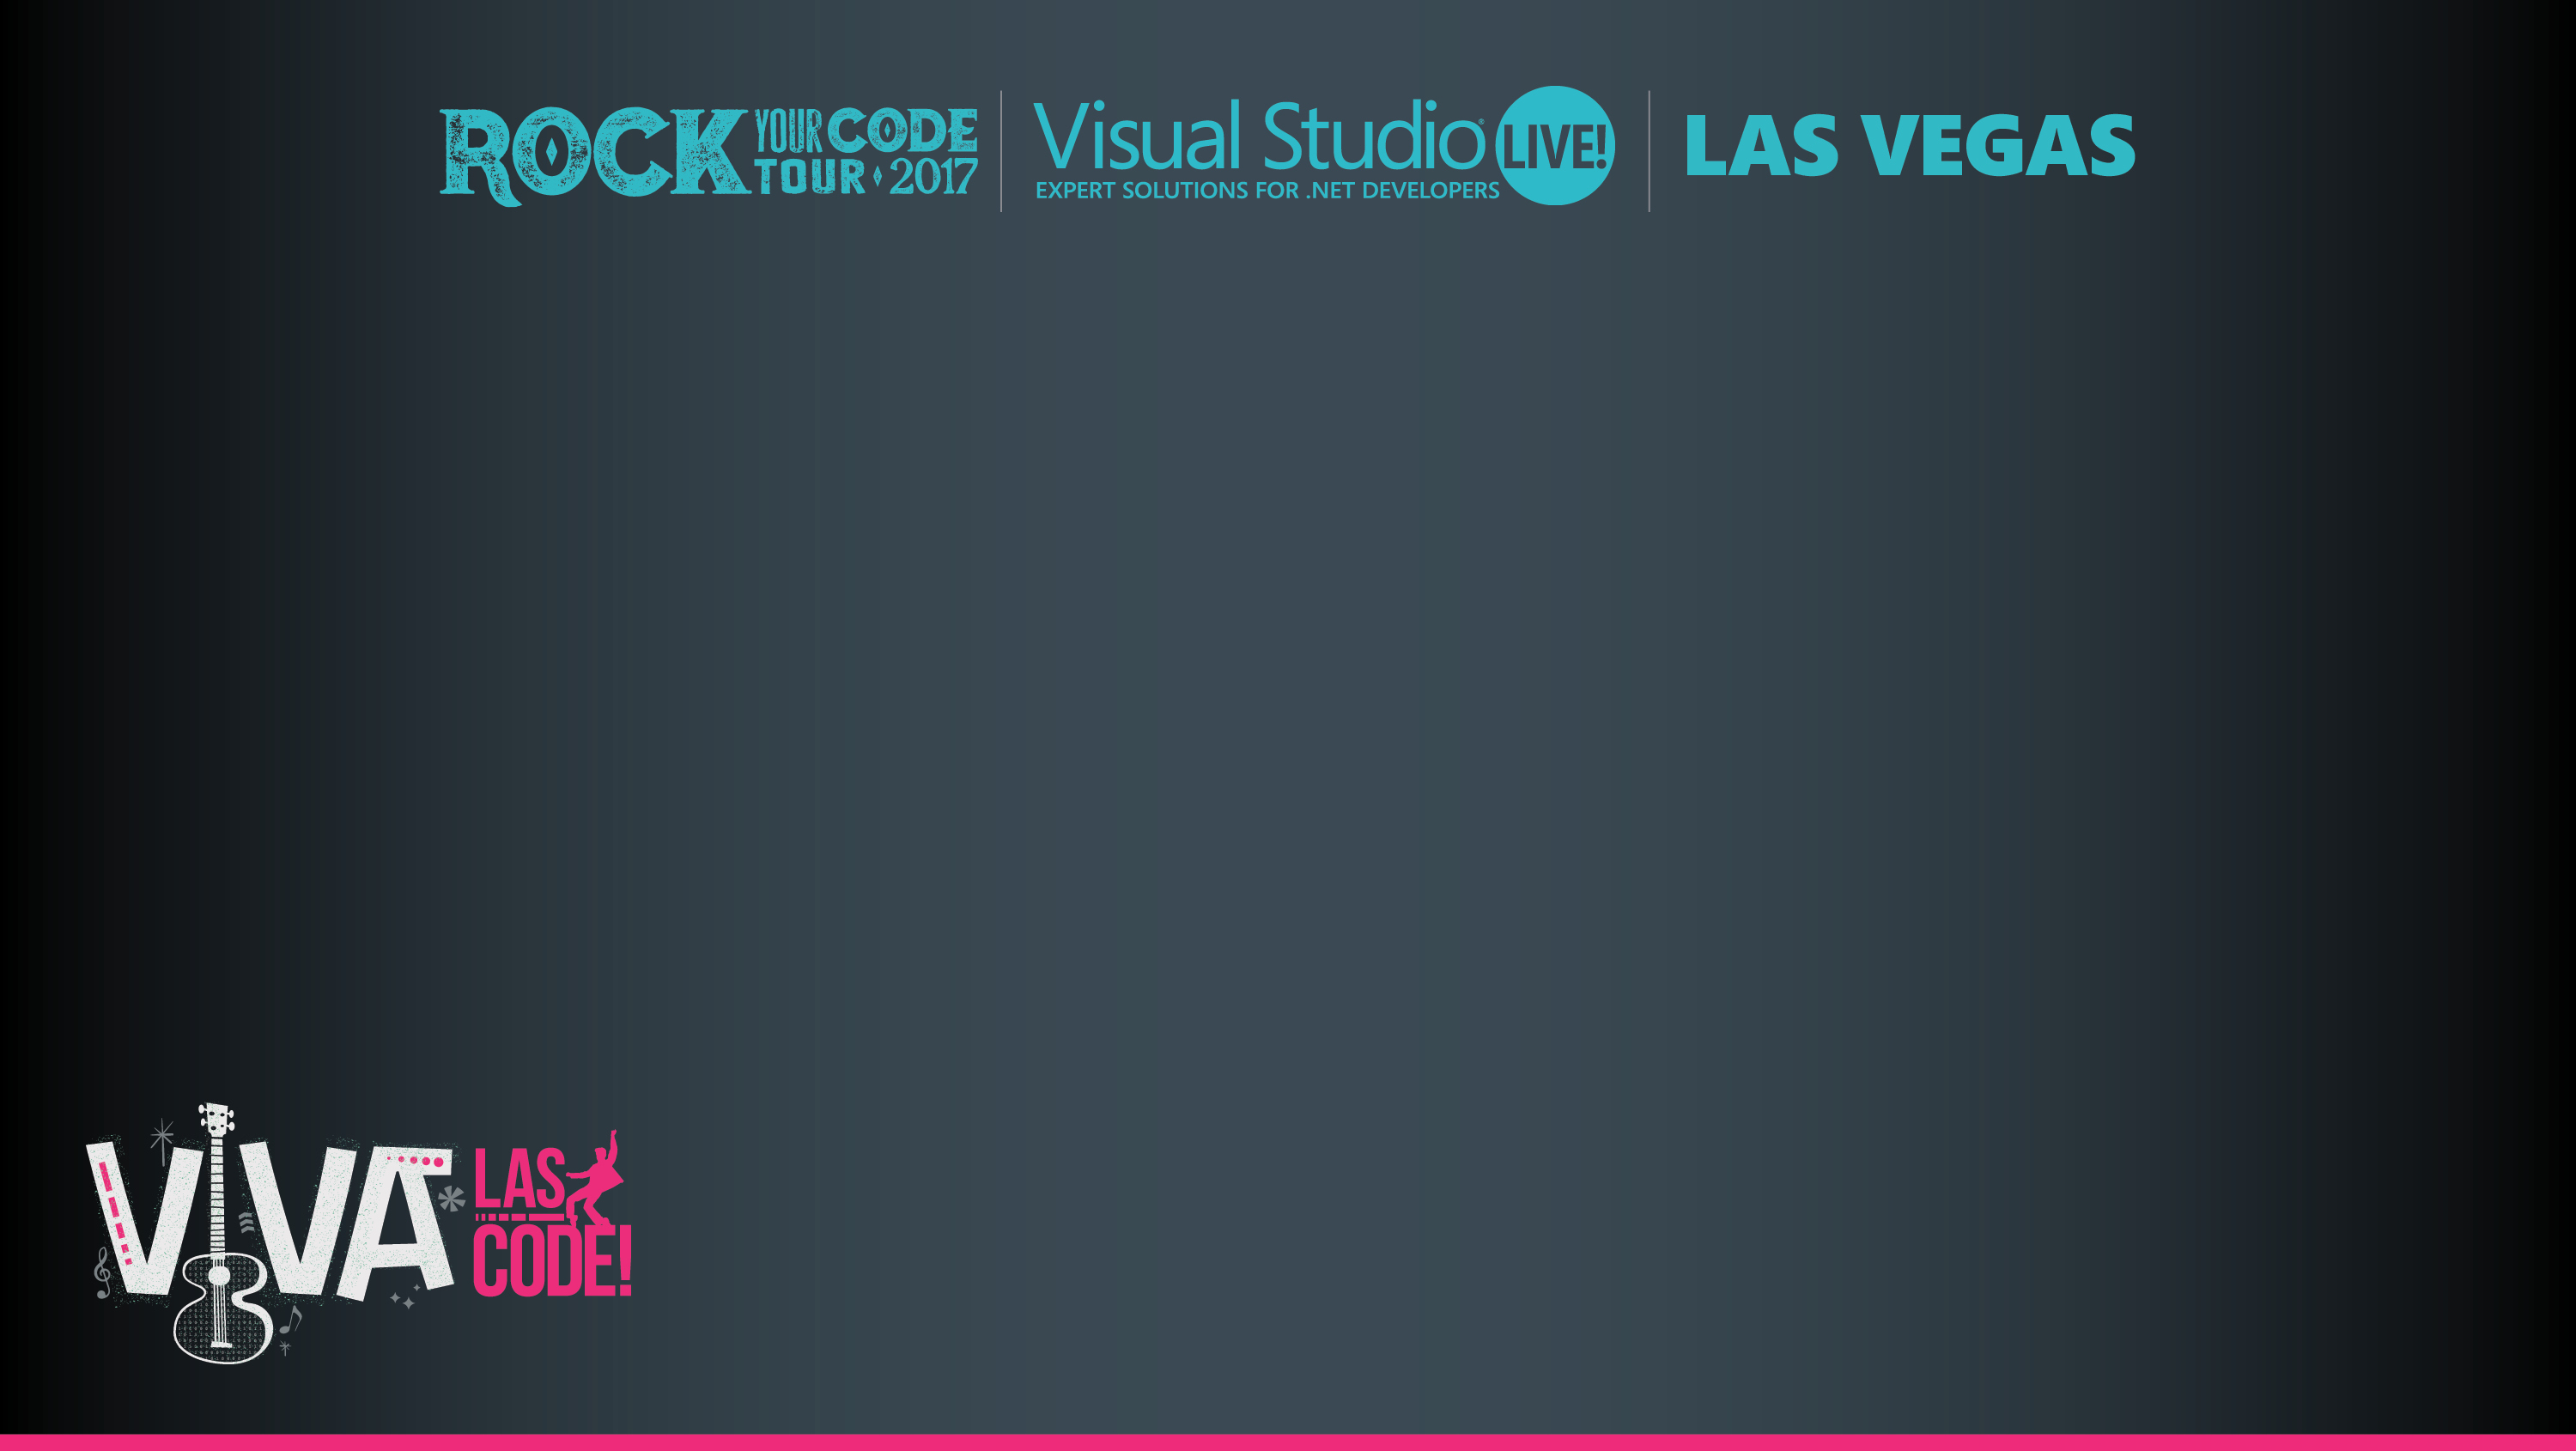 ROCK YOUR CODE
TOUR 2017
Visual Studio® LIVE!
EXPERT SOLUTIONS FOR .NET DEVELOPERS
LAS VEGAS
VIVA
LAS
CODE!